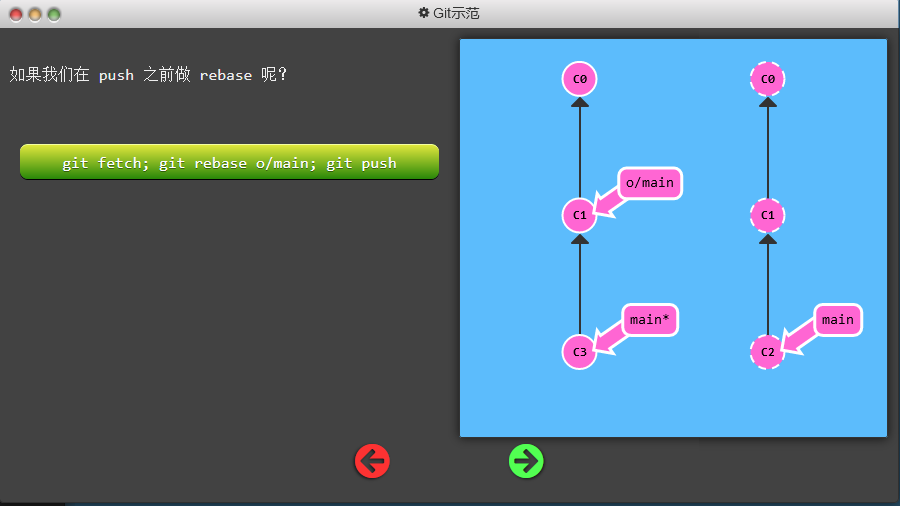 Git示范
如果我们在 push 之前做 rebase 呢？
git fetch; git rebase o/main; git push
C0
C0
o/main
C1
C1
main*
main
C3
C2